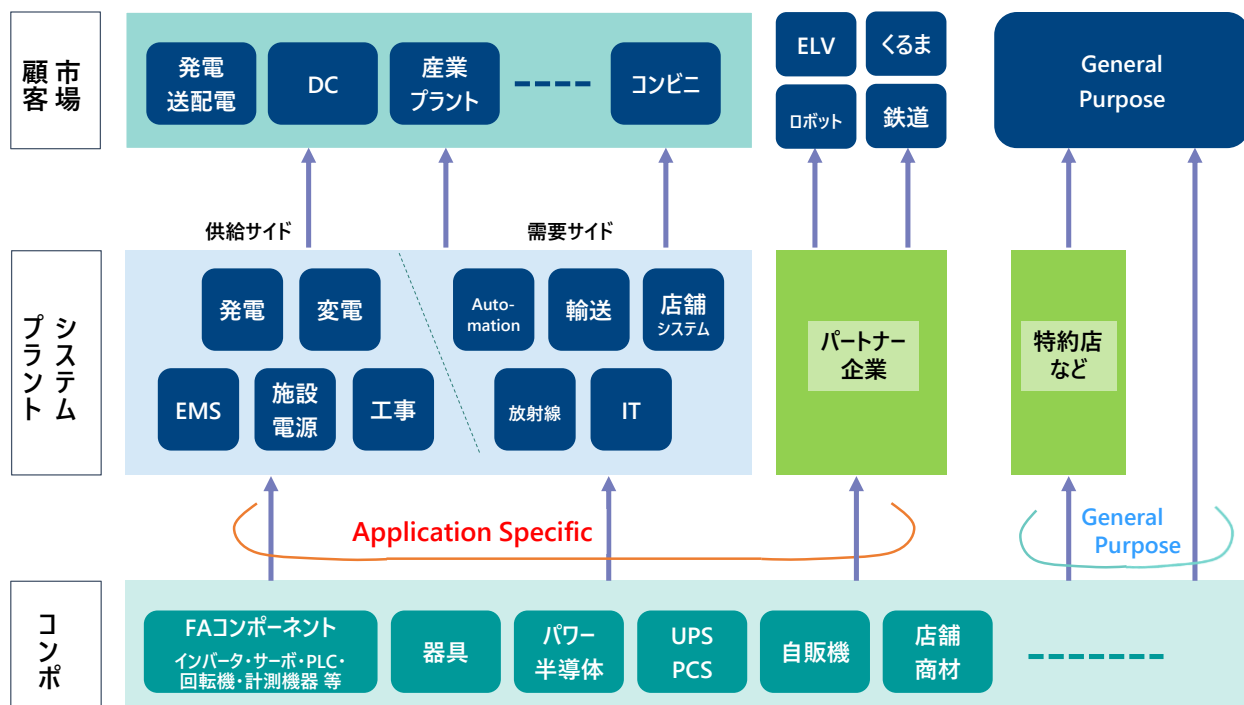 市場
顧客
発電
送配電
DC
産業
プラント
コンビニ
ELV
くるま
ロボット
鉄道
General
Purpose
供給サイド
需要サイド
システム
プラント
発電
変電
EMS
施設
電源
工事
Auto-
mation
輸送
店舗
システム
放射線
IT
パートナー
企業
特約店
など
Application Specific
General
Purpose
コンポ
FAコンポーネント
インバータ・サーボ・PLC・
回転機・計測機器 等
器具
パワー
半導体
UPS
PCS
自販機
店舗
商材